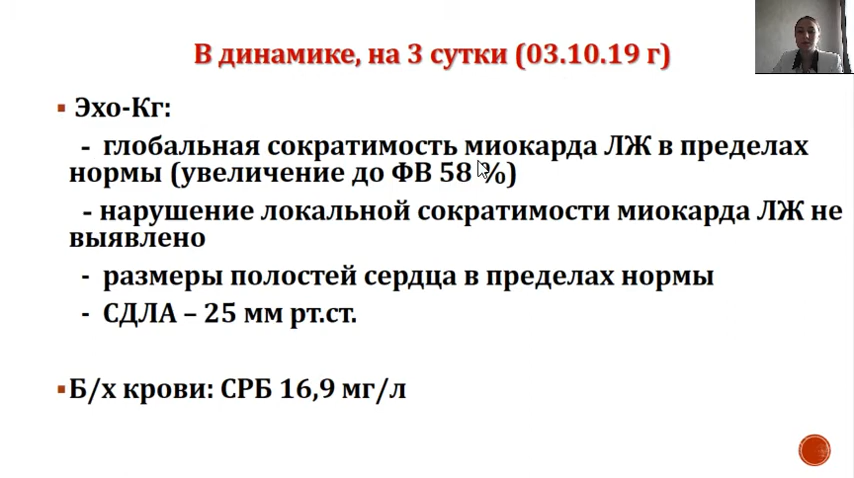 В динамике, на 3 сутки (03.10.19 г)
▪ Эхо-Кг:
- глобальная сократимость миокарда ЛЖ в пределах
нормы (увеличение до ФВ 58 %)
- нарушение локальной сократимости миокарда ЛЖ не
выявлено
- размеры полостей сердца в пределах нормы
- СДЛА – 25 мм рт.ст.
▪ Б/х крови: СРБ 16,9 мг/л